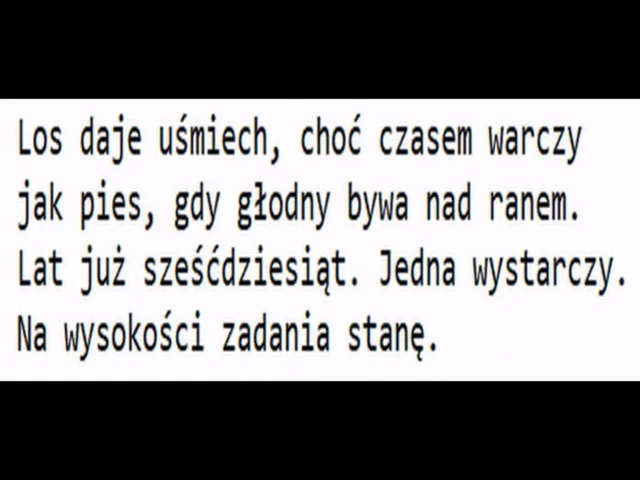 Los daje uśmiech, choć czasem warczy
jak pies, gdy głodny bywa nad ranem.
Lat już sześćdziesiąt. Jedna wystarczy.
Na wysokości zadania stanę.